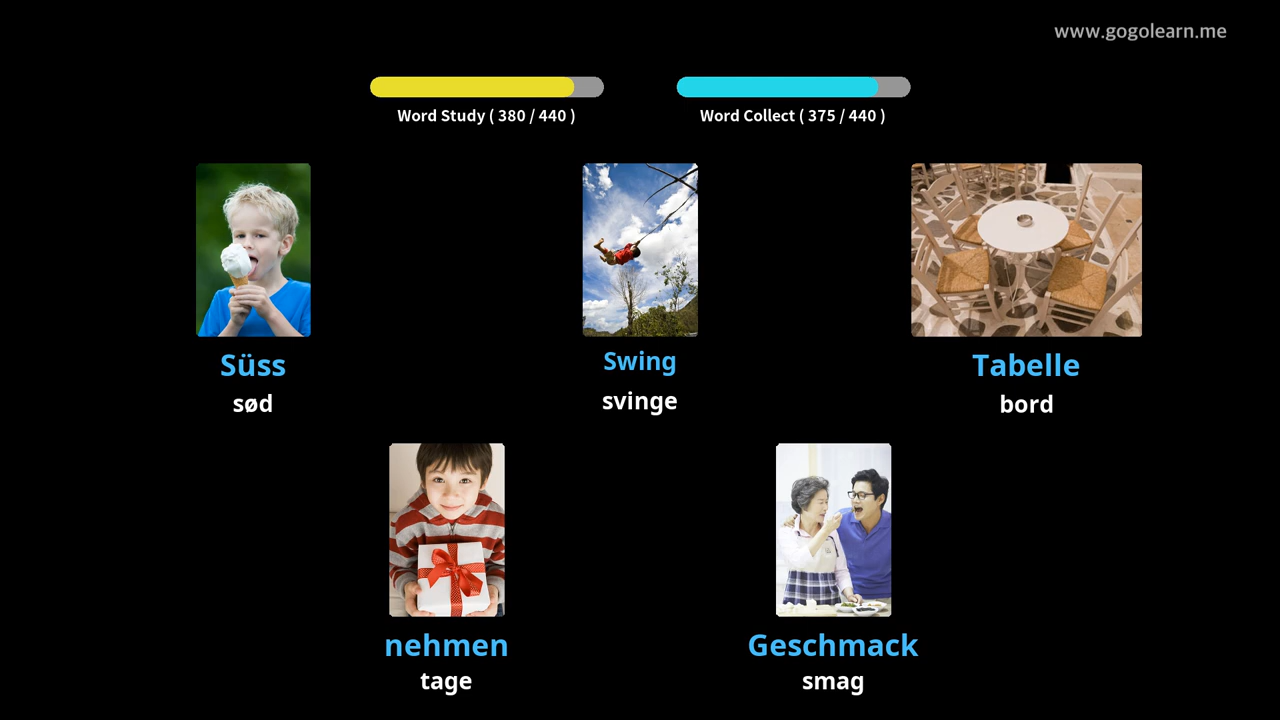 www.gogolearn.me
Word Study ( 380 / 440 )
Word Collect ( 375 / 440 )
Süss
sød
Swing
svinge
Tabelle
bord
nehmen
tage
Geschmack
smag